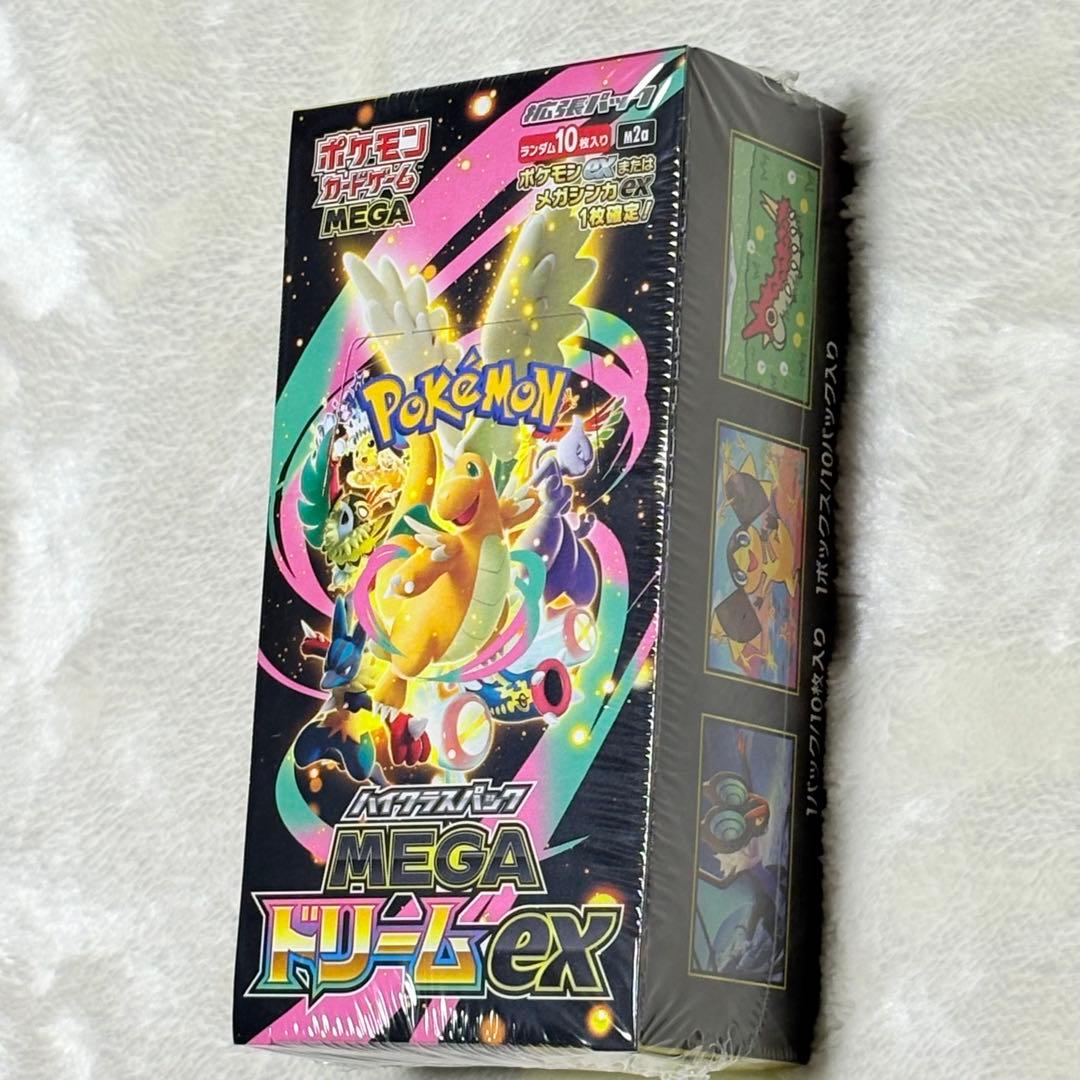 ポケモン
カードゲーム
MEGA
拡張パック
ランダム10枚入り M2a
ポケモンexまたは
メガシンカex
1枚確定!
POKéMON
ハイクラスパック
MEGA
ドリームex
1パック/10枚入り 1ボックス/10パック入り